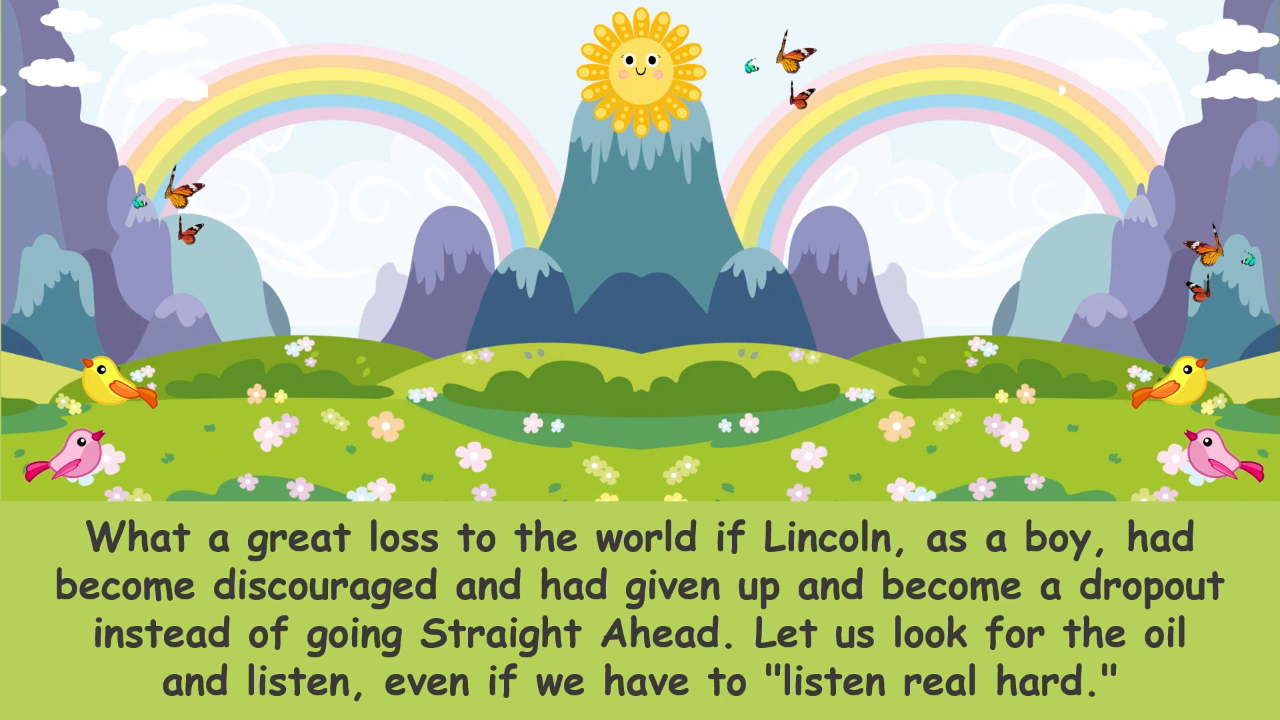 What a great loss to the world if Lincoln, as a boy, had
become discouraged and had given up and become a dropout
instead of going Straight Ahead. Let us look for the oil
and listen, even if we have to "listen real hard."